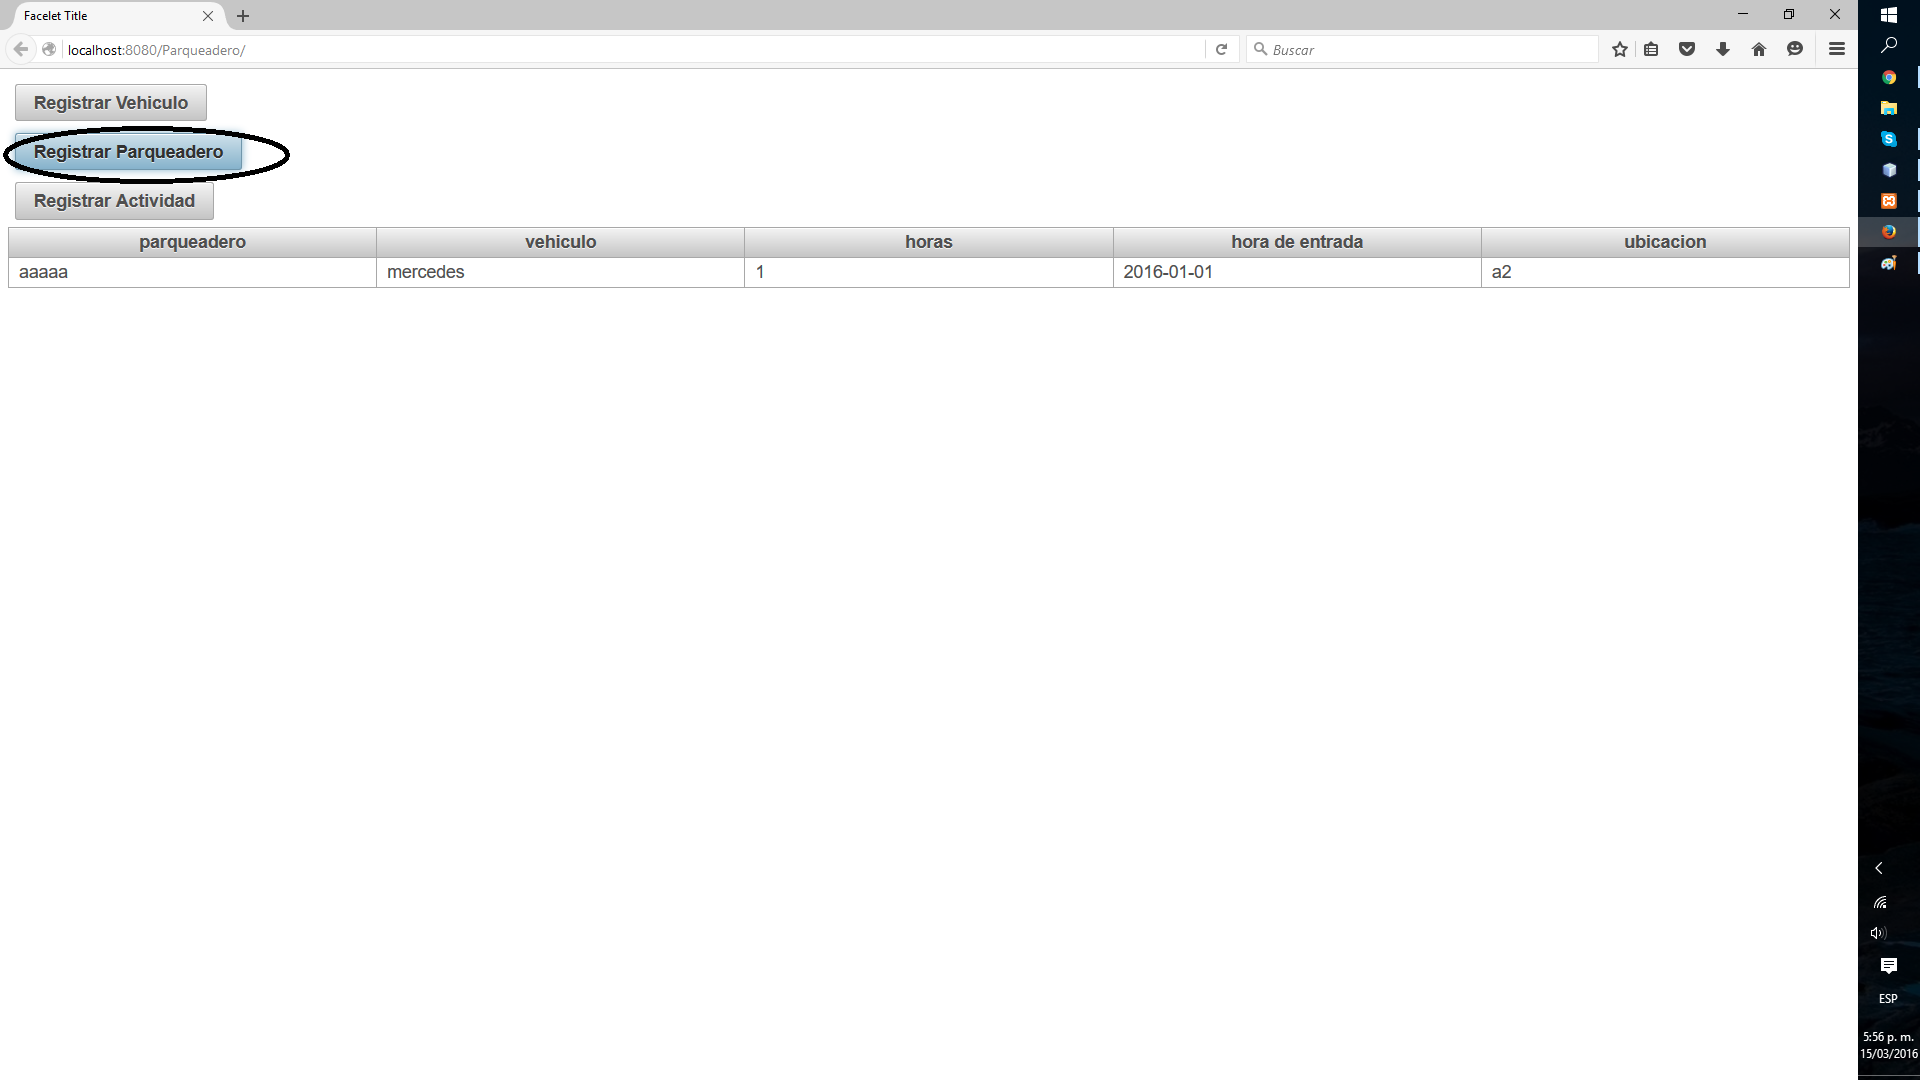 Facelet Title
localhost:8080/Parqueadero/
Buscar
Registrar Vehiculo
Registrar Parqueadero
Registrar Actividad
parqueadero vehiculo horas hora de entrada ubicacion
aaaaa mercedes 1 2016-01-01 a2
ESP
5:56 p. m.
15/03/2016